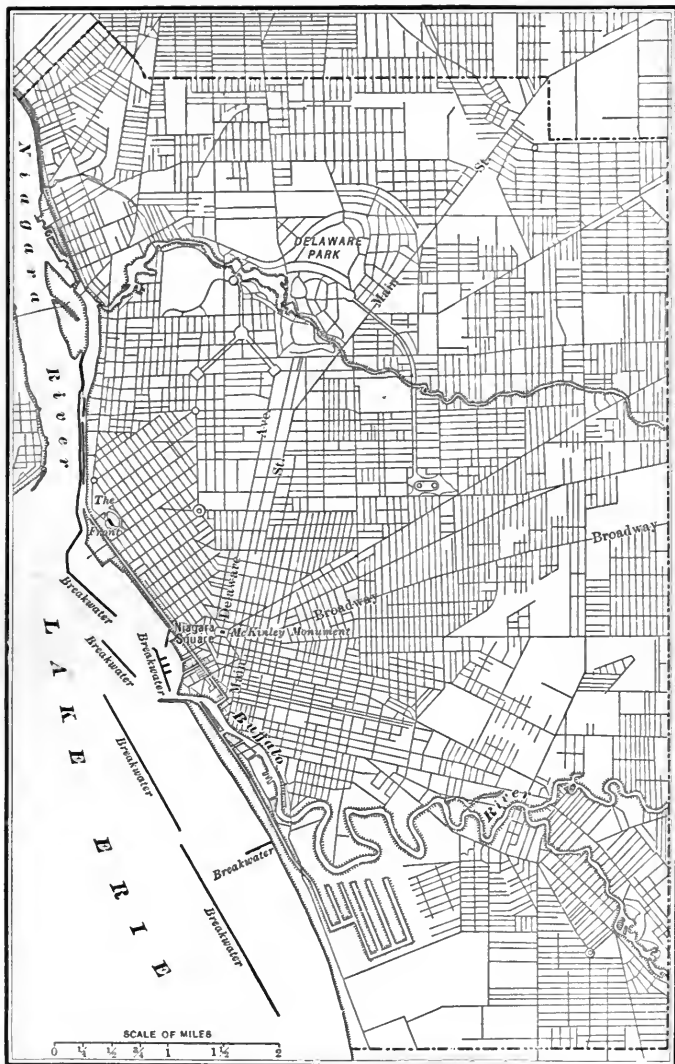 Niagara
River
DELAWARE
PARK
Main
St.
Ave.
St.
The
Front
Delaware
Broadway
Broadway
Niagara
Square
McKinley Monument
Main
Breakwater
Breakwater
Breakwater
Breakwater
Breakwater
Breakwater
Buffalo
River
LAKE ERIE
SCALE OF MILES
0 ¼ ½ ¾ 1 1½ 2